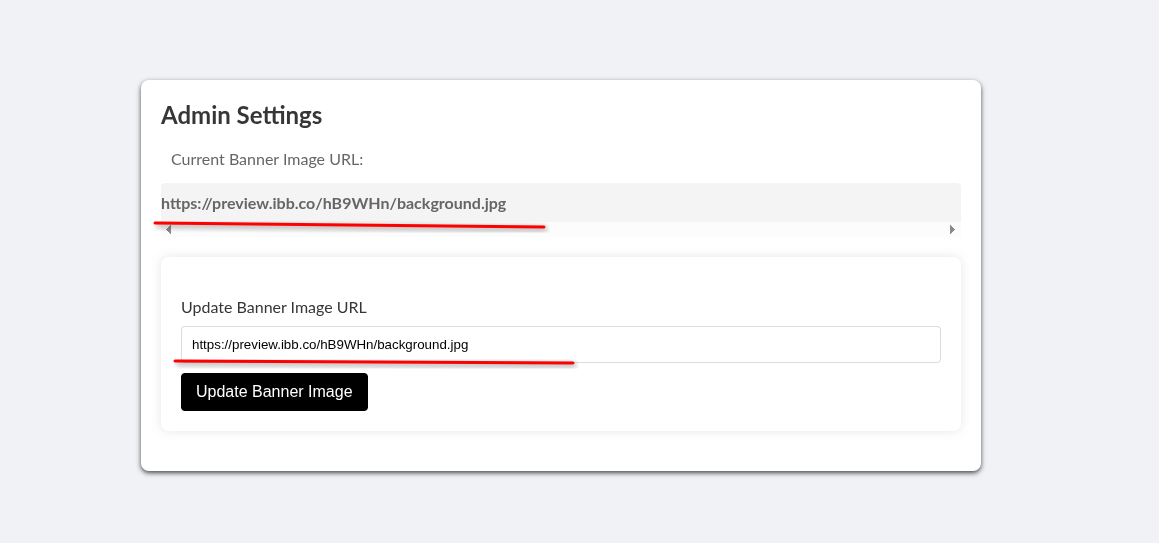 Admin Settings
Current Banner Image URL:
https://preview.ibb.co/hB9WHn/background.jpg
Update Banner Image URL
https://preview.ibb.co/hB9WHn/background.jpg
Update Banner Image